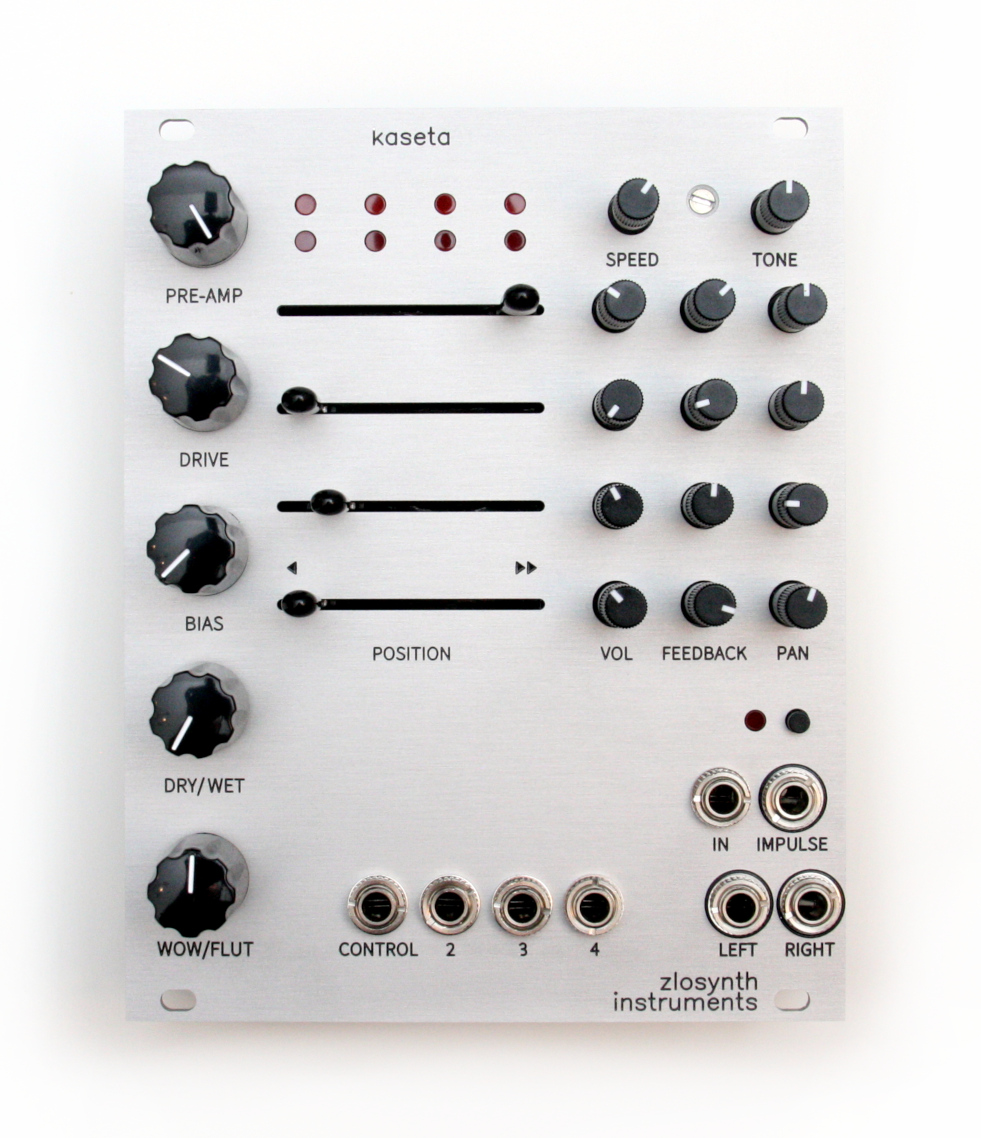 kaseta
SPEED
TONE
PRE-AMP
DRIVE
BIAS
POSITION
VOL
FEEDBACK
PAN
DRY/WET
IN
IMPULSE
WOW/FLUT
CONTROL
2
3
4
LEFT
RIGHT
zlosynth
instruments